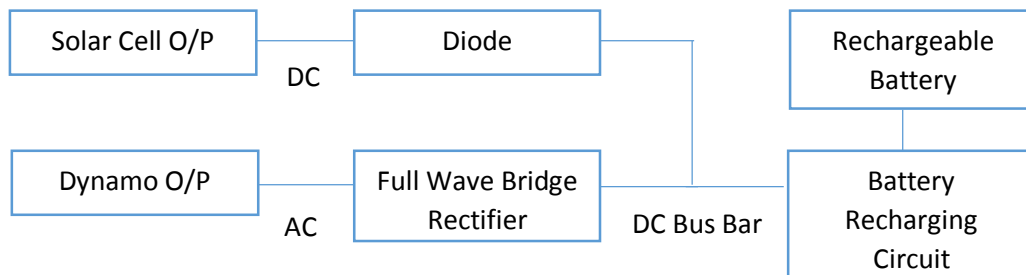 Solar Cell O/P
DC
Diode
Rechargeable
Battery
Dynamo O/P
AC
Full Wave Bridge
Rectifier
DC Bus Bar
Battery
Recharging
Circuit